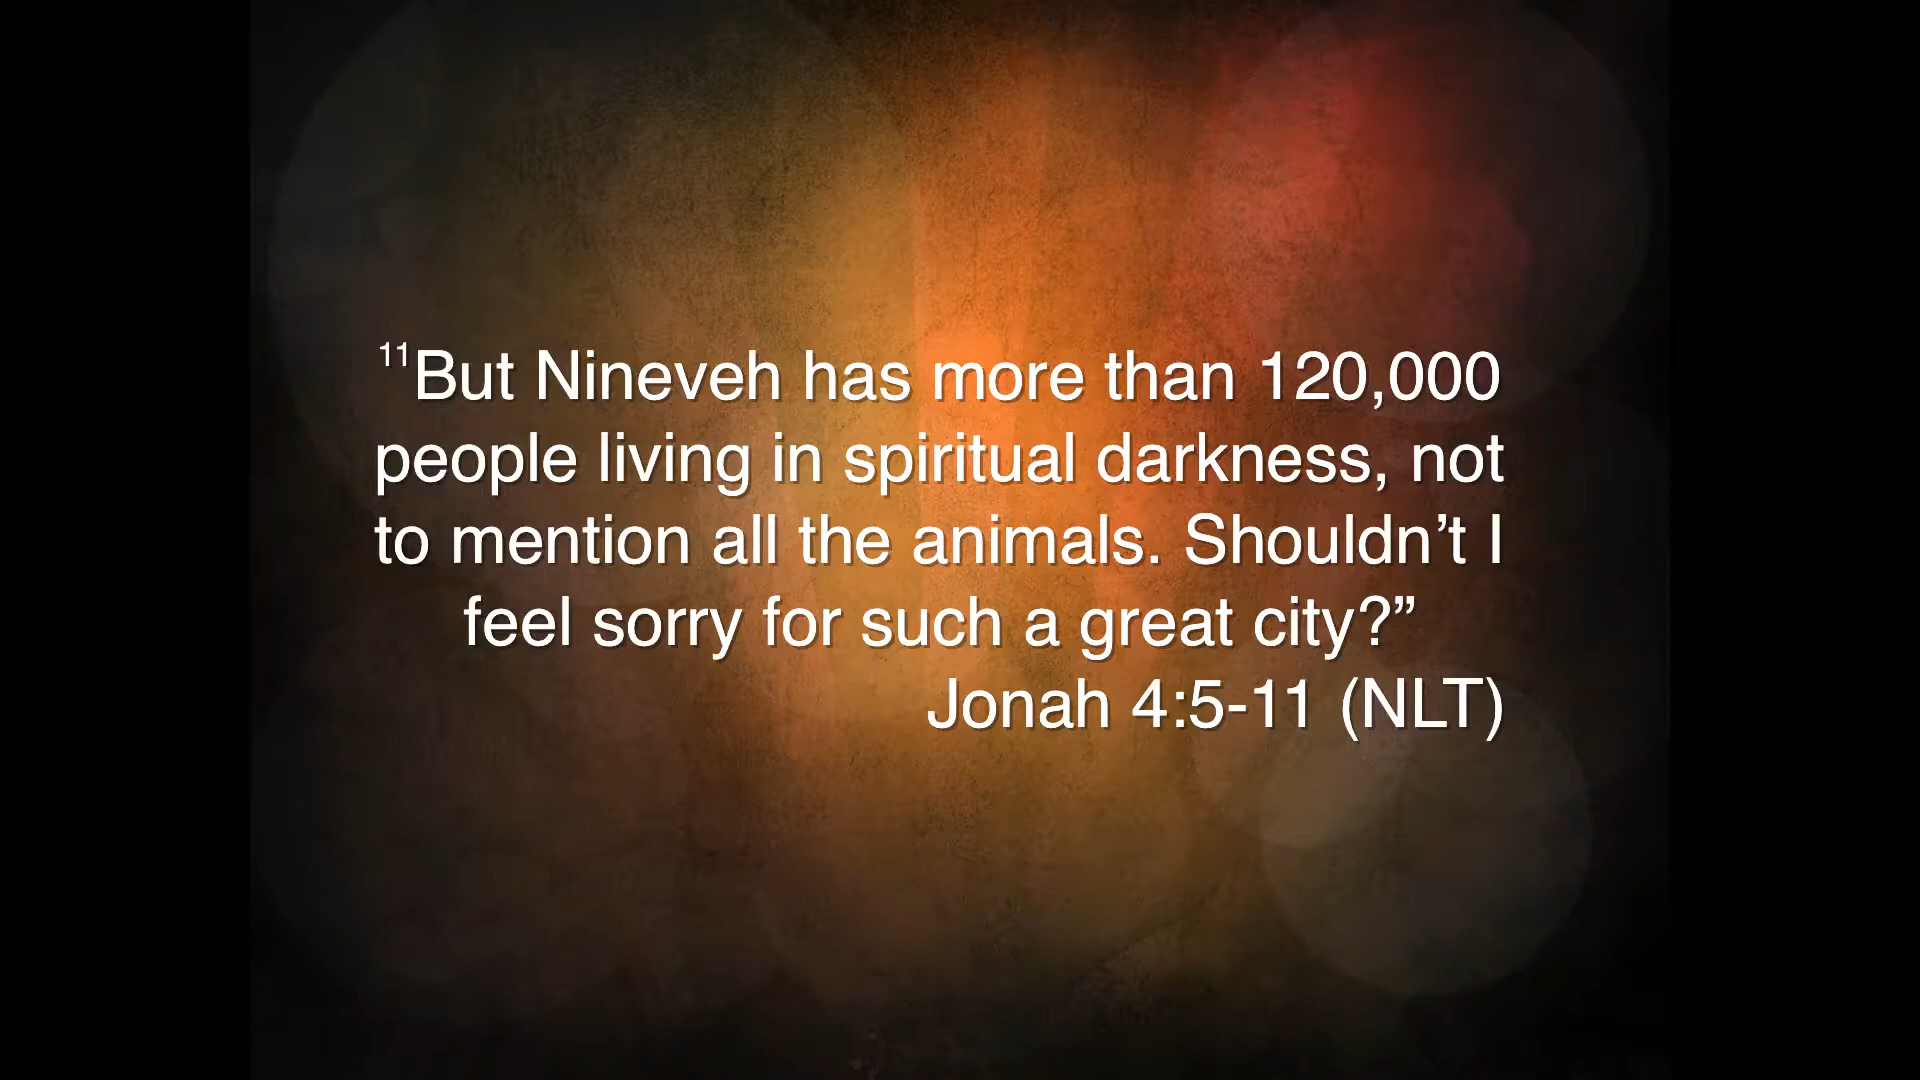 ¹¹But Nineveh has more than 120,000
people living in spiritual darkness, not
to mention all the animals. Shouldn’t I
feel sorry for such a great city?”
Jonah 4:5-11 (NLT)